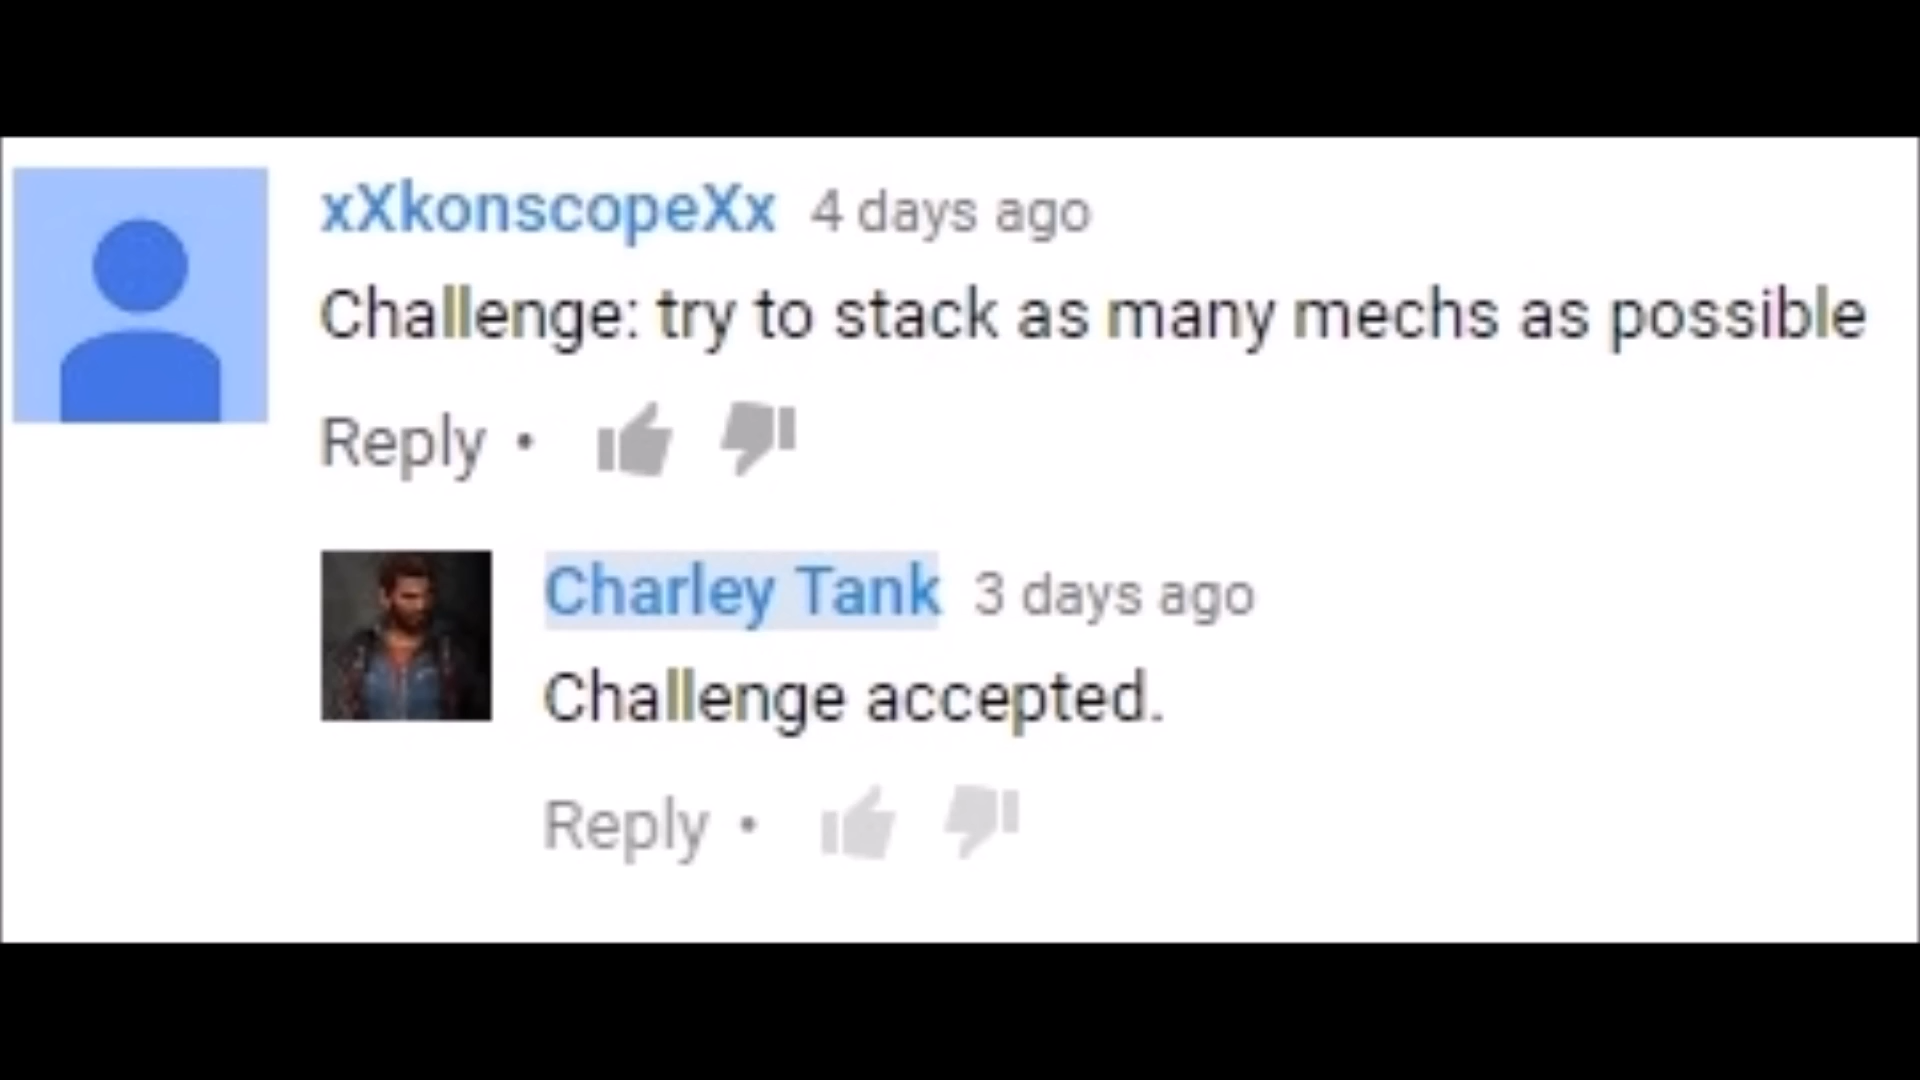 xXkonscopeXx 4 days ago
Challenge: try to stack as many mechs as possible
Reply •
Charley Tank 3 days ago
Challenge accepted.
Reply •